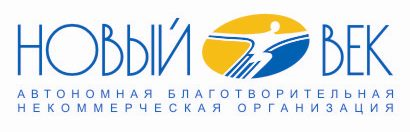 НОВЫЙ ВЕК
АВТОНОМНАЯ БЛАГОТВОРИТЕЛЬНАЯ
НЕКОММЕРЧЕСКАЯ ОРГАНИЗАЦИЯ